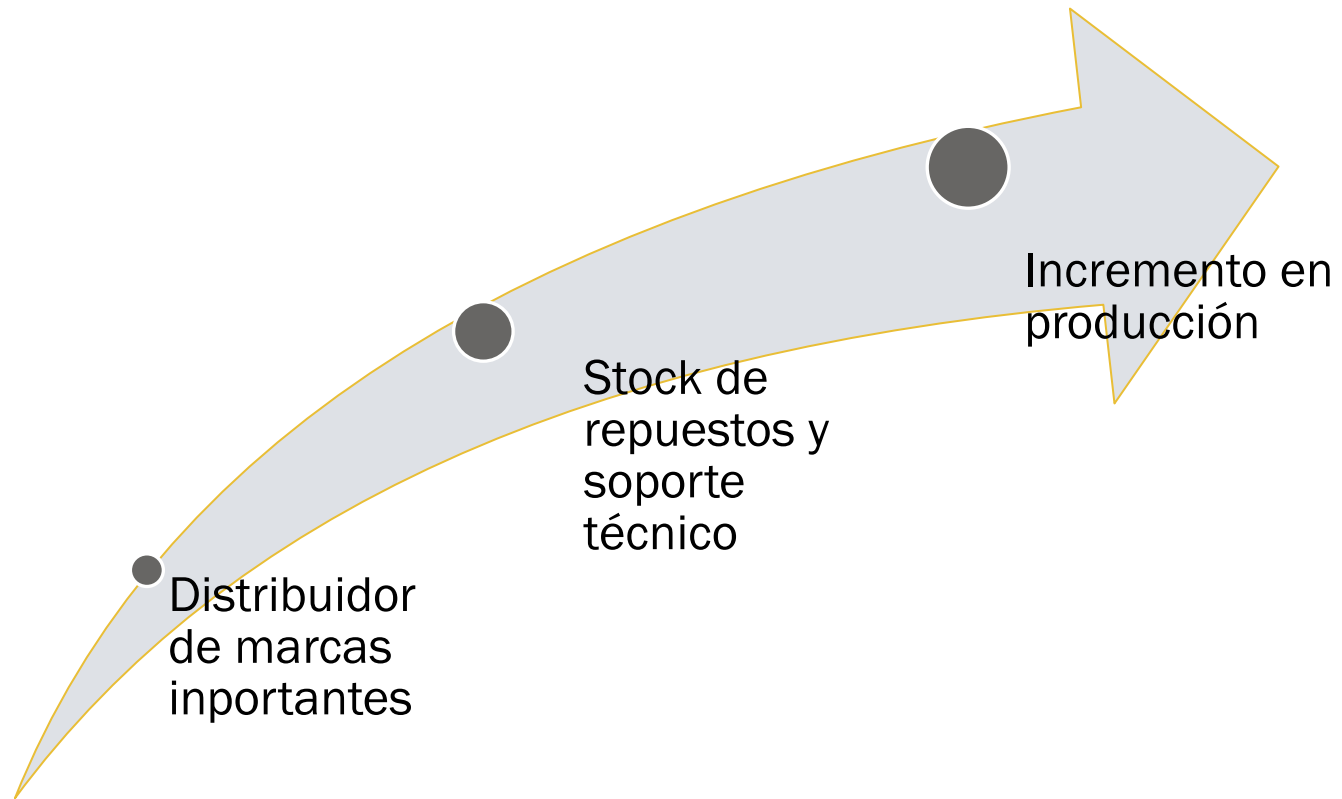 Distribuidor
de marcas
inportantes
Stock de
repuestos y
soporte
técnico
Incremento en
producción